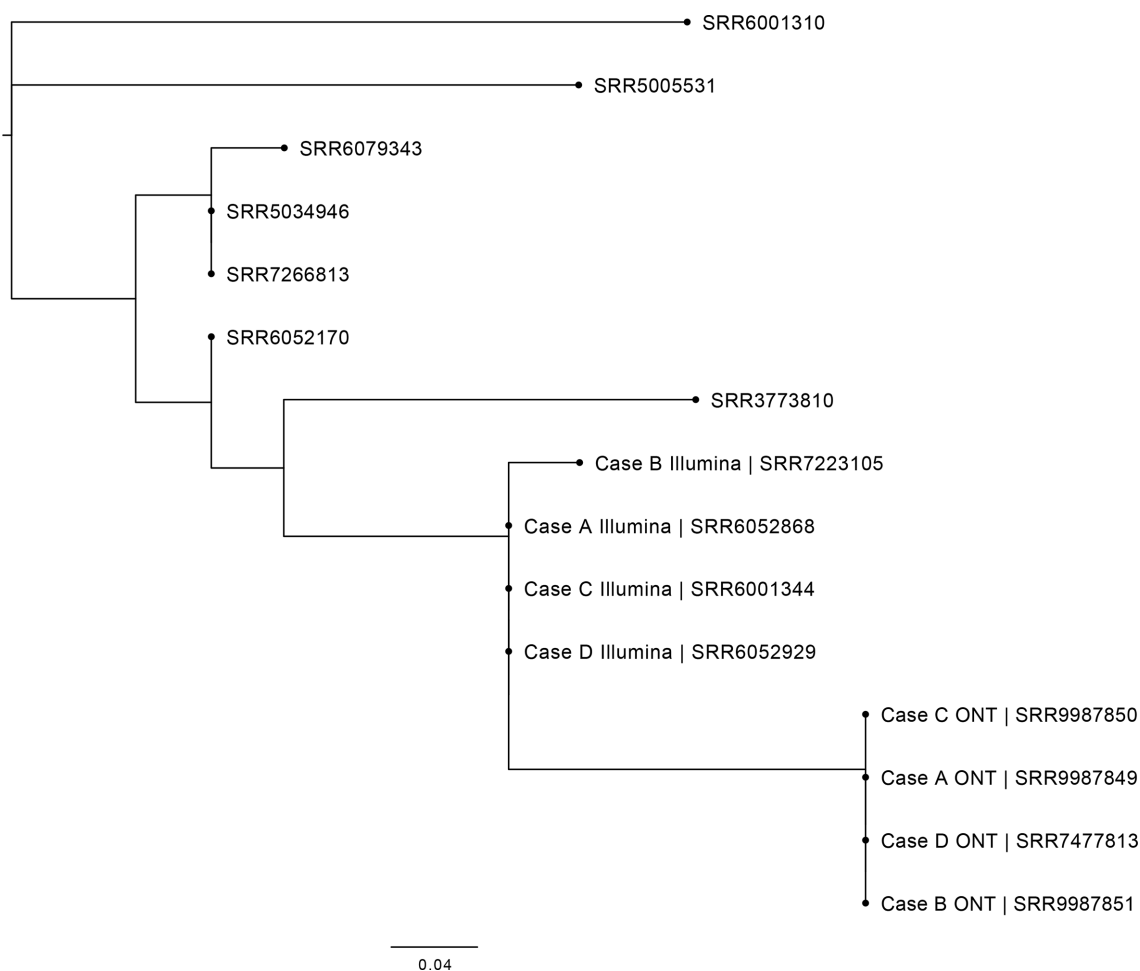 SRR6001310
SRR5005531
SRR6079343
SRR5034946
SRR7266813
SRR6052170
SRR3773810
Case B Illumina | SRR7223105
Case A Illumina | SRR6052868
Case C Illumina | SRR6001344
Case D Illumina | SRR6052929
Case C ONT | SRR9987850
Case A ONT | SRR9987849
Case D ONT | SRR7477813
Case B ONT | SRR9987851
0.04